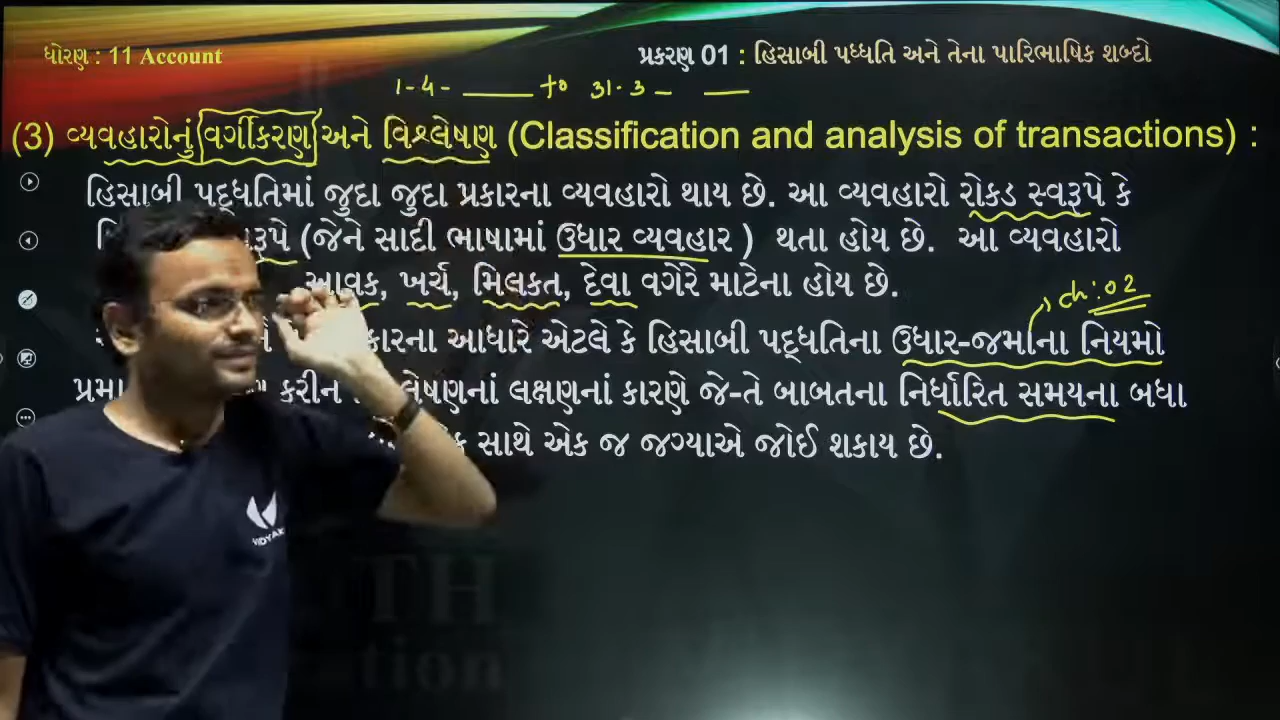 ધોરણ : 11 Account
પ્રકરણ 01 : હિસાબી પધ્ધતિ અને તેના પારિભાષિક શબ્દો
1-4- ____ to 31.3 _ ___
(3) વ્યવહારોનું વર્ગીકરણ અને વિશ્લેષણ (Classification and analysis of transactions) :
હિસાબી પદ્ધતિમાં જુદા જુદા પ્રકારના વ્યવહારો થાય છે. આ વ્યવહારો રોકડ સ્વરૂપે કે
(જેને સાદી ભાષામાં ઉધાર વ્યવહાર ) થતા હોય છે. આ વ્યવહારો
આવક, ખર્ચ, મિલકત, દેવા વગેરે માટેના હોય છે.
ch:02
આધારે એટલે કે હિસાબી પદ્ધતિના ઉધાર-જમાના નિયમો
કરીને લક્ષણનાં કારણે જે-તે બાબતના નિર્ધારિત સમયના બધા
સાથે એક જ જગ્યાએ જોઈ શકાય છે.